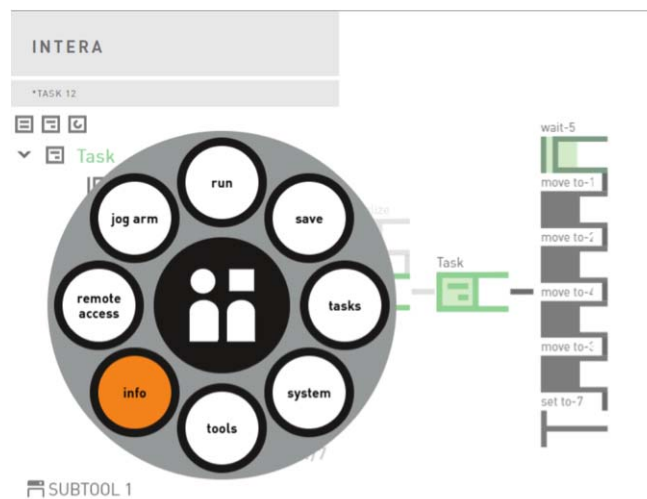 INTERA
*TASK 12
wait-5
Task
run
move to-1
jog arm
save
move to-2
Task
remote
access
tasks
move to-4
move to-3
info
system
set to-7
tools
SUBTOOL 1